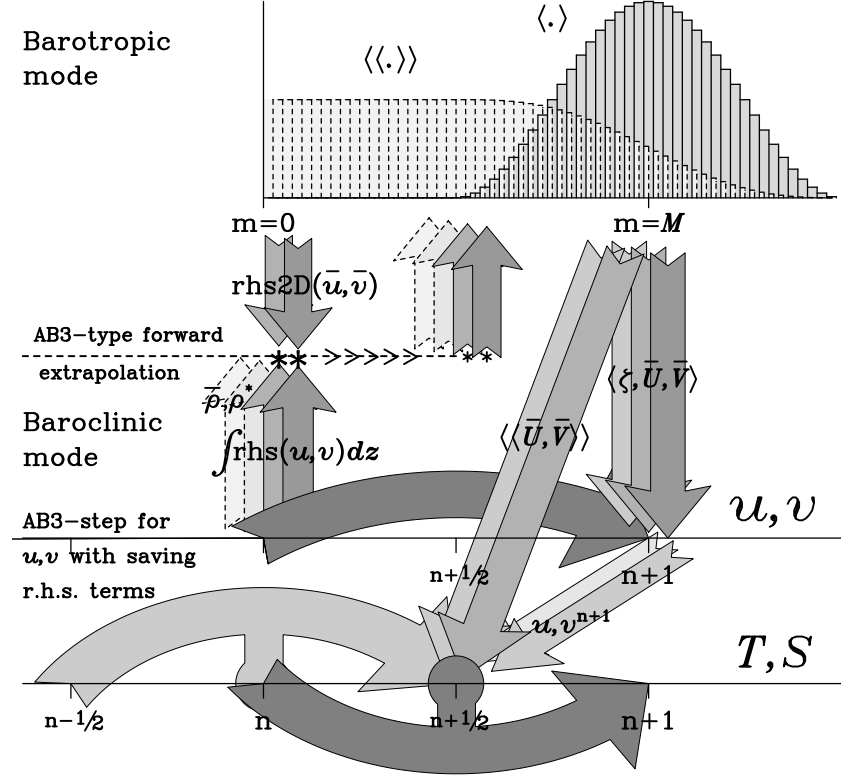 Barotropic
mode
⟨⟨.⟩⟩
⟨.⟩
m=0
m=M
rhs2D(ū,v̄)
AB3-type forward
extrapolation
ρ̄,ρ*
Baroclinic
mode
∫rhs(u,v)dz
⟨ζ,Ū,V̄⟩
⟨⟨Ū,V̄⟩⟩
u,v
AB3-step for
u,v with saving
r.h.s. terms
n+1/2
n+1
u,vⁿ⁺¹
T,S
n-1/2
n
n+1/2
n+1